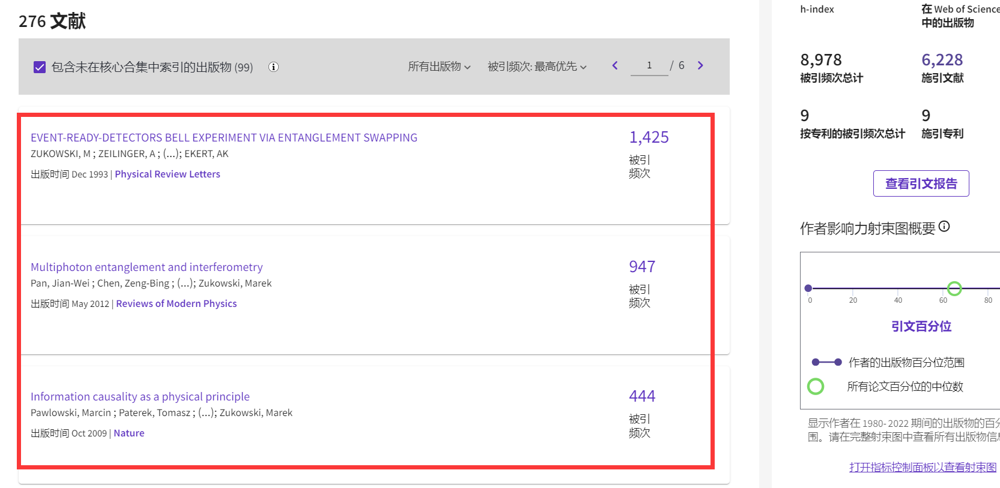 276 文献
包含未在核心合集中索引的出版物 (99)
所有出版物
被引频次: 最高优先
1 / 6
EVENT-READY-DETECTORS BELL EXPERIMENT VIA ENTANGLEMENT SWAPPING
ZUKOWSKI, M ; ZEILINGER, A ; (...); EKERT, AK
出版时间 Dec 1993 | Physical Review Letters
1,425
被引
频次
Multiphoton entanglement and interferometry
Pan, Jian-Wei ; Chen, Zeng-Bing ; (...); Zukowski, Marek
出版时间 May 2012 | Reviews of Modern Physics
947
被引
频次
Information causality as a physical principle
Pawlowski, Marcin ; Paterek, Tomasz ; (...); Zukowski, Marek
出版时间 Oct 2009 | Nature
444
被引
频次
h-index
在 Web of Science
中的出版物
8,978
被引频次总计
6,228
施引文献
9
按专利的被引频次总计
9
施引专利
查看引文报告
作者影响力射束图概要
0 20 40 60 80
引文百分位
作者的出版物百分位范围
所有论文百分位的中位数
显示作者在 1980- 2022 期间的出版物的百分
围。请在完整射束图中查看所有出版物信
打开指标控制面板以查看射束图